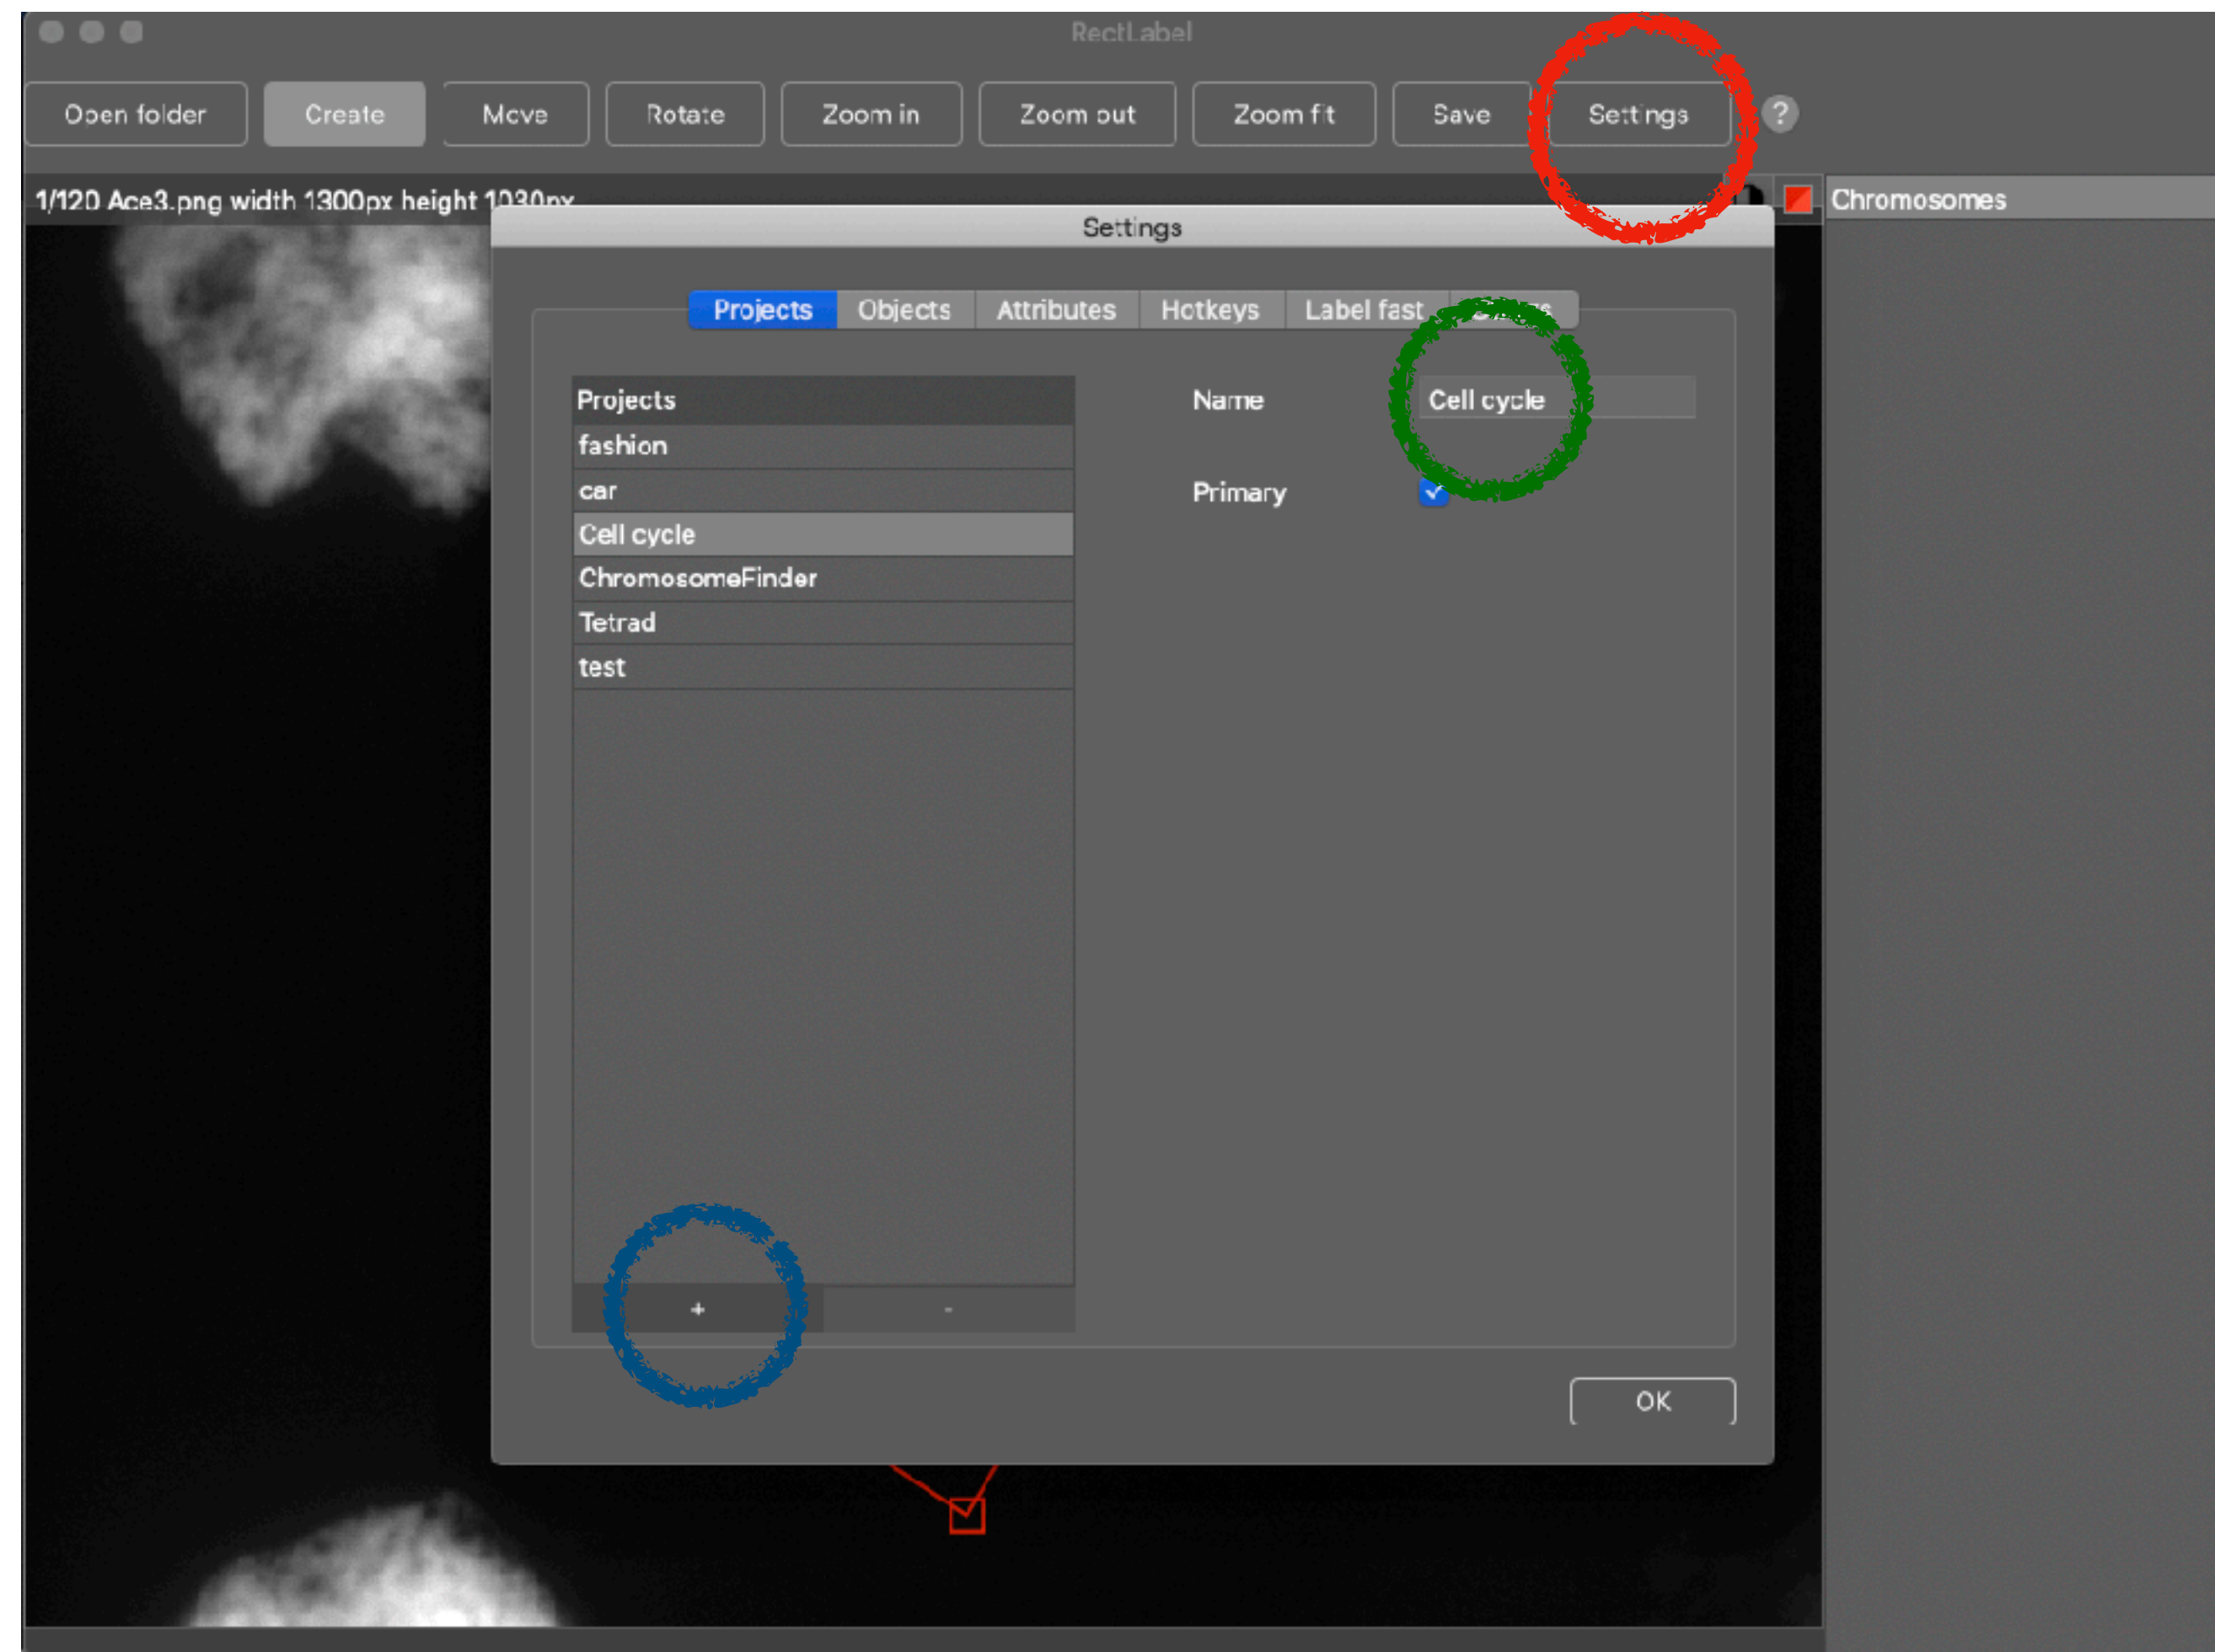 RectLabel
Open folder Create Move Rotate Zoom in Zoom out Zoom fit Save Settings ?
1/120 Ace3.png width 1300px height 1030px
Chromosomes
Settings
Projects Objects Attributes Hotkeys Label fast
Projects
Name Cell cycle
fashion
car
Primary
Cell cycle
ChromosomeFinder
Tetrad
test
+ -
OK